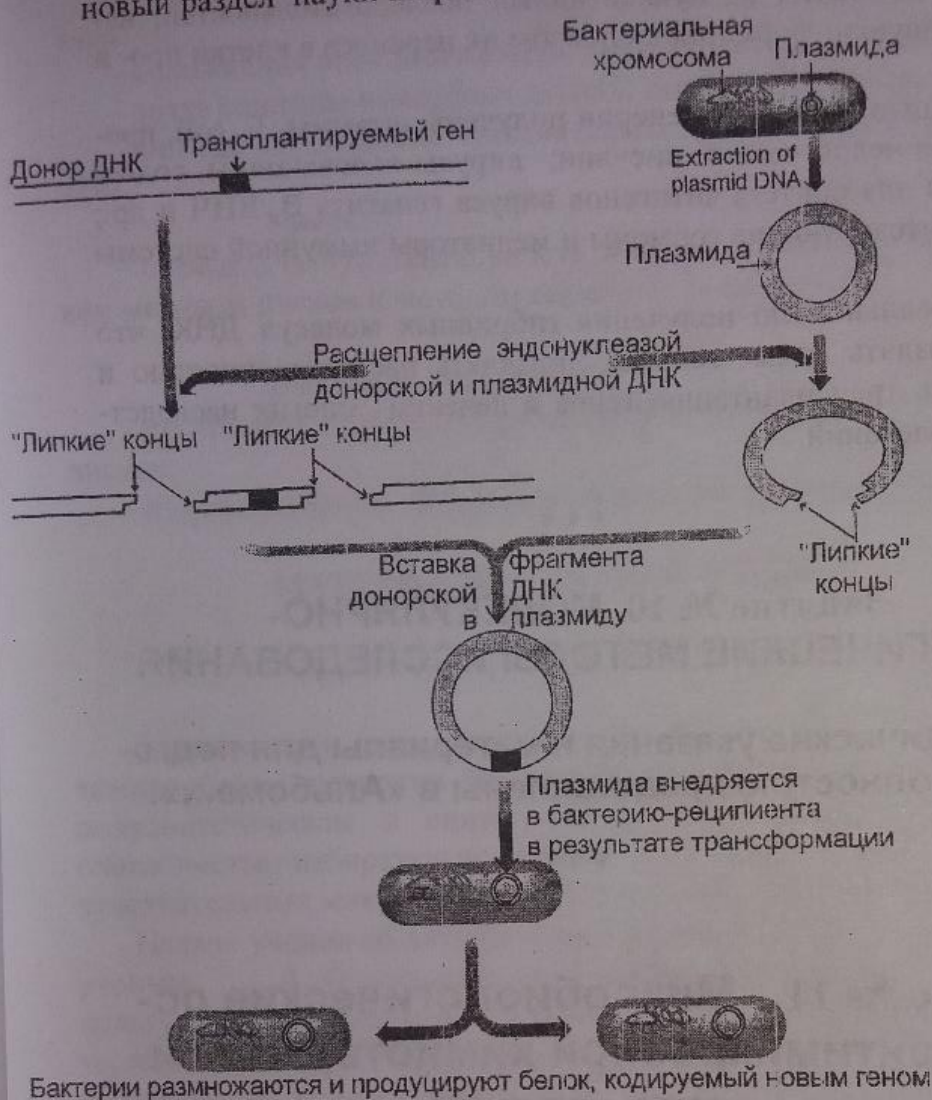 новый раздел
Бактериальная
хромосома
Плазмида
Трансплантируемый ген
Донор ДНК
Extraction of
plasmid DNA
Плазмида
Расщепление эндонуклеазой
донорской и плазмидной ДНК
"Липкие" концы "Липкие" концы
"Липкие"
концы
Вставка фрагмента
донорской ДНК
в плазмиду
Плазмида внедряется
в бактерию-реципиента
в результате трансформации
Бактерии размножаются и продуцируют белок, кодируемый новым геном